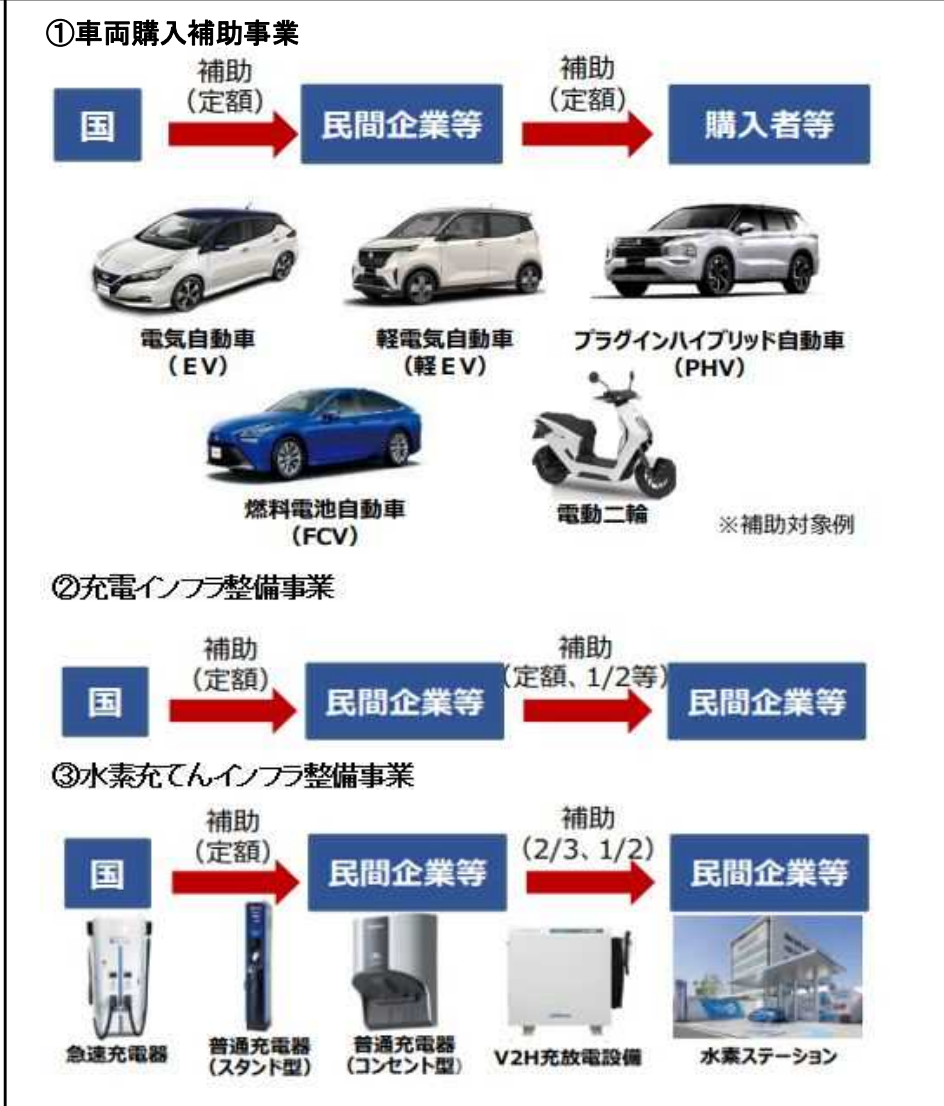 ①車両購入補助事業
補助
(定額)
補助
(定額)
国
民間企業等
購入者等
電気自動車
(EV)
軽電気自動車
(軽EV)
プラグインハイブリッド自動車
(PHV)
燃料電池自動車
(FCV)
電動二輪
※補助対象例
②充電インフラ整備事業
補助
(定額)
補助
(定額、1/2等)
国
民間企業等
民間企業等
③水素充てんインフラ整備事業
補助
(定額)
補助
(2/3、1/2)
国
民間企業等
民間企業等
急速充電器
普通充電器
(スタンド型)
普通充電器
(コンセント型)
V2H充放電設備
水素ステーション